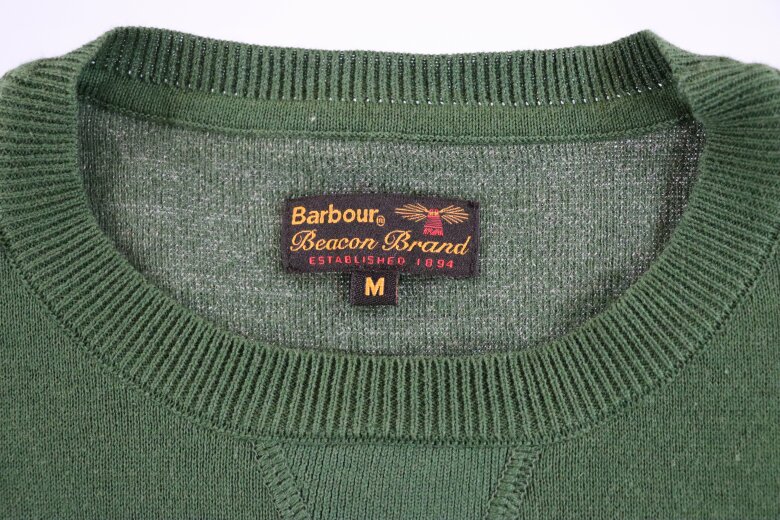 Barbour®
Beacon Brand
ESTABLISHED 1894
M